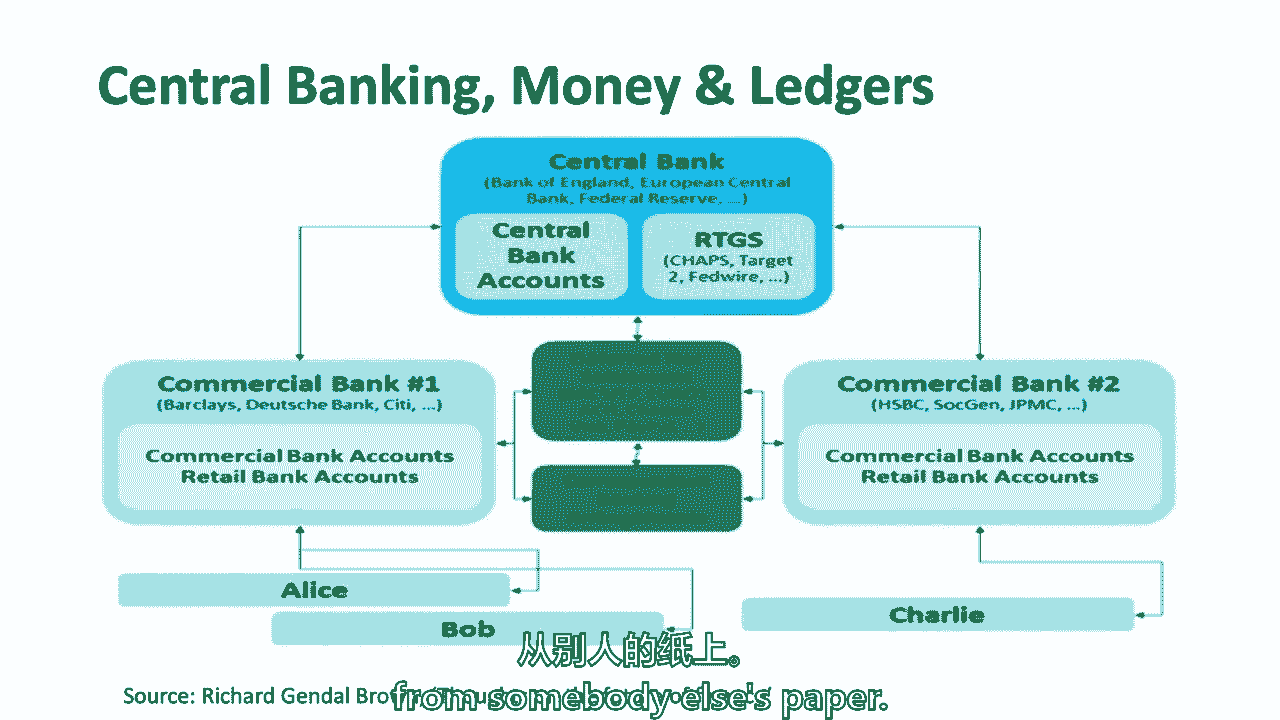 Central Banking, Money & Ledgers
Central Bank
(Bank of England, European Central
Bank, Federal Reserve, ...)
Central
Bank
Accounts
RTGS
(CHAPS, Target
2, Fedwire, ...)
Commercial Bank #1
(Barclays, Deutsche Bank, Citi, ...)
Commercial Bank Accounts
Retail Bank Accounts
Commercial Bank #2
(HSBC, SocGen, JPMC, ...)
Commercial Bank Accounts
Retail Bank Accounts
Alice
Bob
Charlie
从别人的纸上。
Source: Richard Gendal
from somebody else's paper.